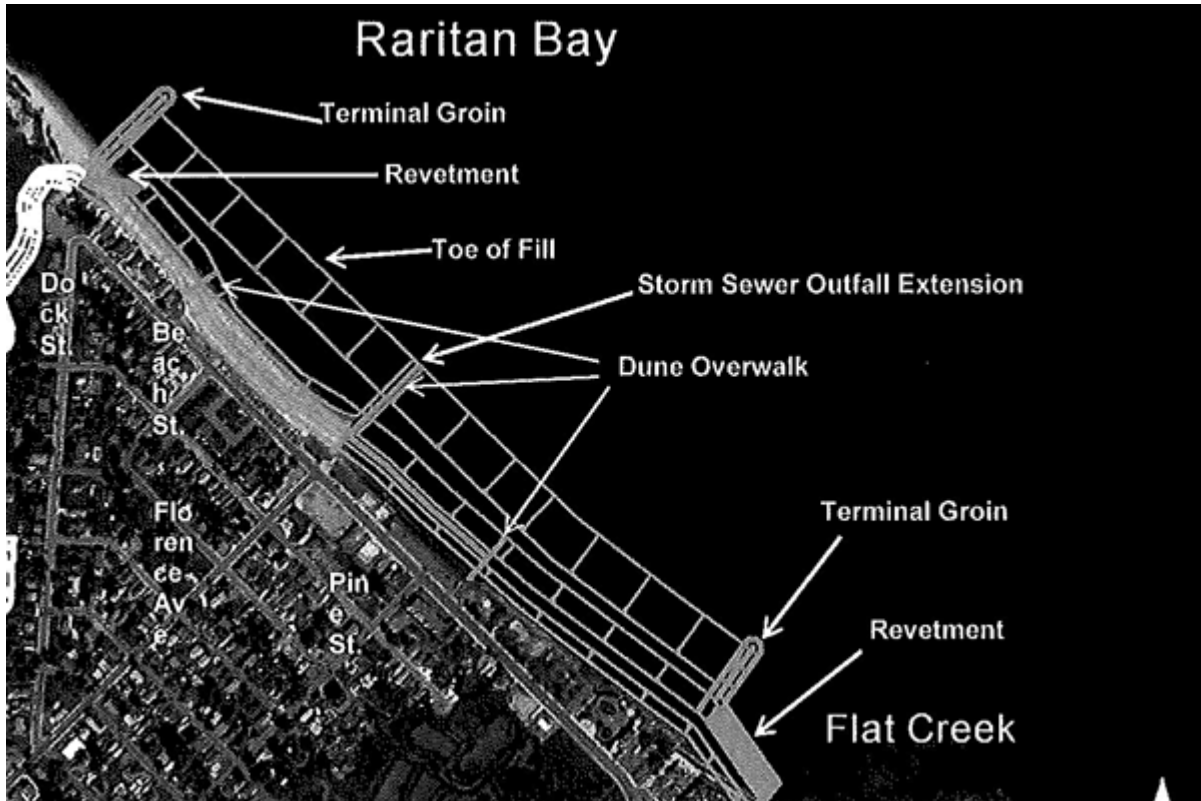 Raritan Bay
Terminal Groin
Revetment
Toe of Fill
Storm Sewer Outfall Extension
Dune Overwalk
Do
ck
St.
Be
ac
h
St.
Flo
ren
ce
Av
e
Pin
e
St.
Terminal Groin
Revetment
Flat Creek